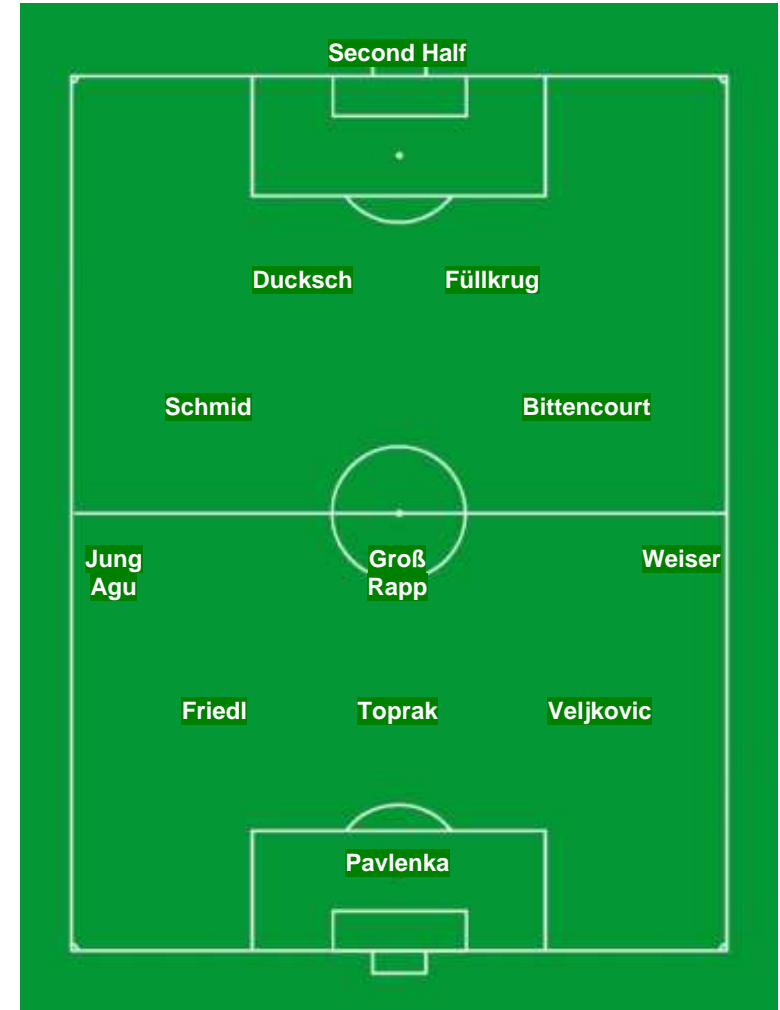 Second Half
Ducksch Füllkrug
Schmid Bittencourt
Jung Groß Weiser
Agu Rapp
Friedl Toprak Veljkovic
Pavlenka